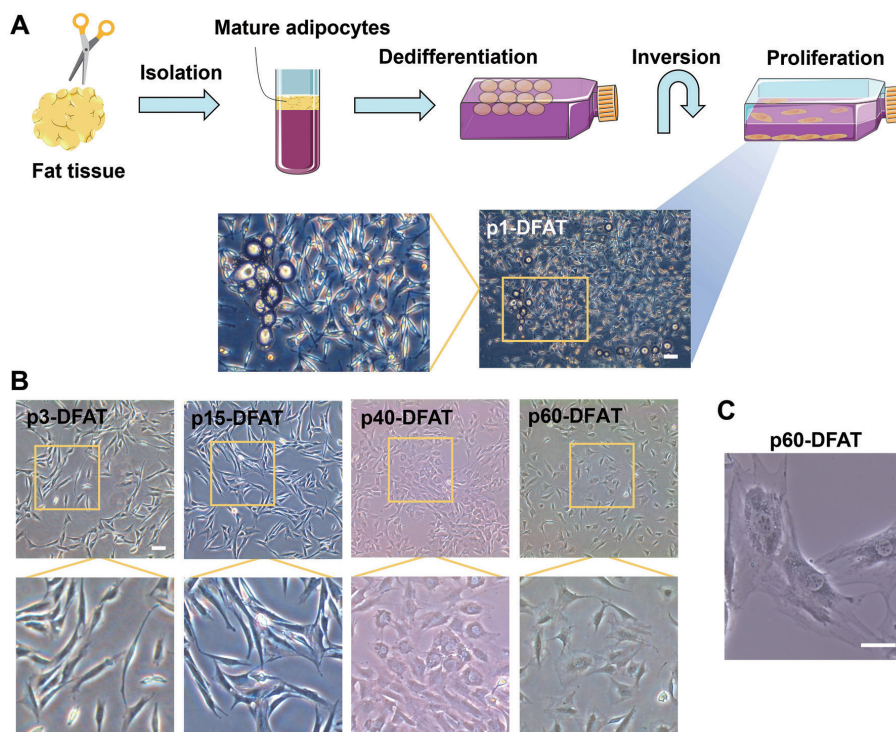 A
Mature adipocytes
Isolation
Dedifferentiation
Inversion
Proliferation
Fat tissue
p1-DFAT
B
p3-DFAT
p15-DFAT
p40-DFAT
p60-DFAT
C
p60-DFAT